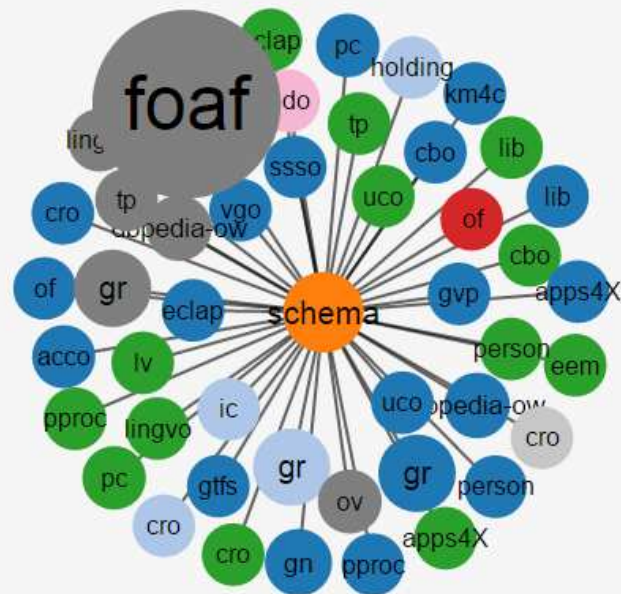 clap
pc
holding
foaf
do
km4c
tp
ling
ssso
cbo
lib
tp
uco
lib
cro
vgo
of
dbpedia-ow
cbo
of
gr
eclap
schema
gvp
apps4X
acco
lv
person
eem
pproc
lingvo
ic
uco
opedia-ow
cro
pc
gtfs
gr
ov
gr
person
cro
cro
gn
pproc
apps4X